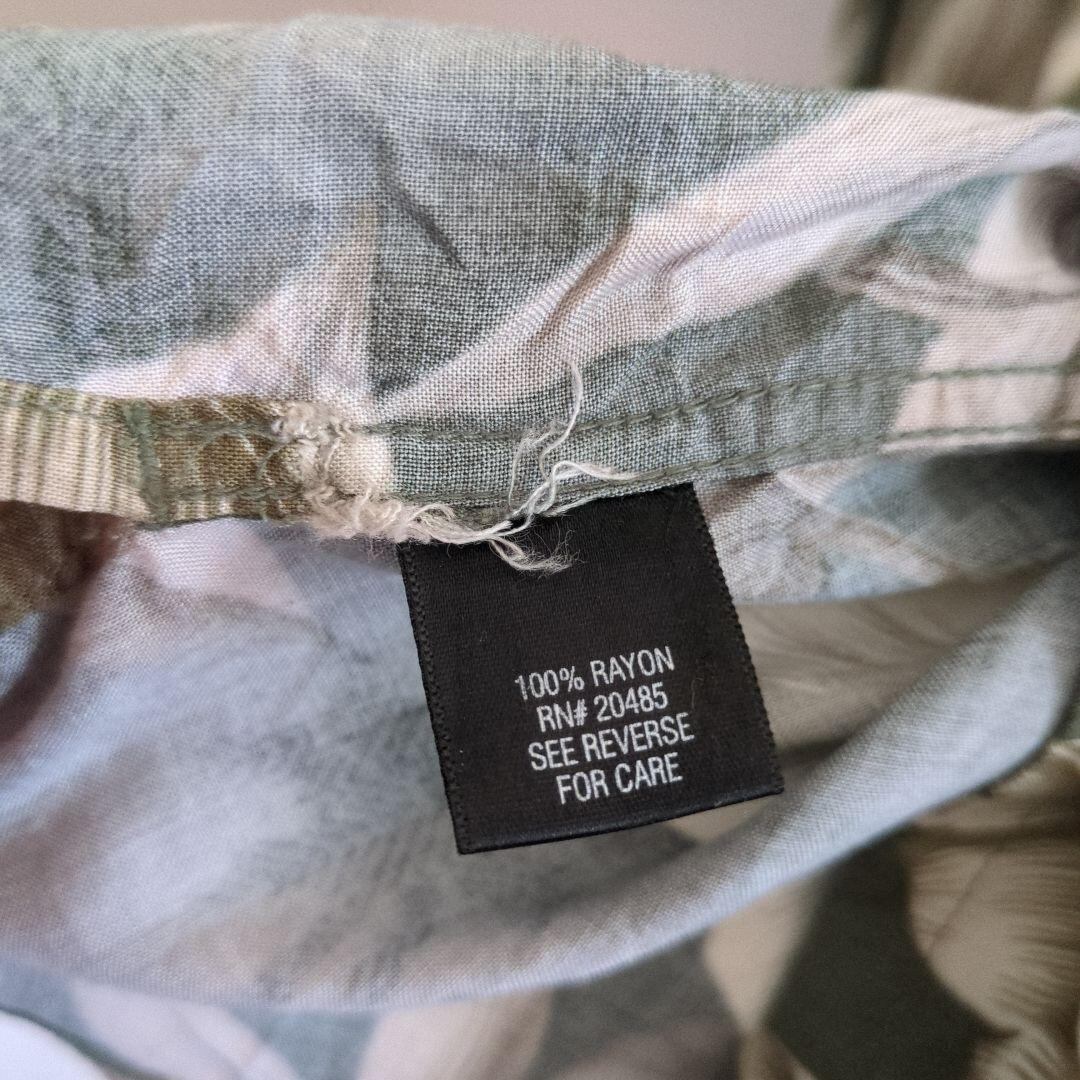 100% RAYON
RN# 20485
SEE REVERSE
FOR CARE